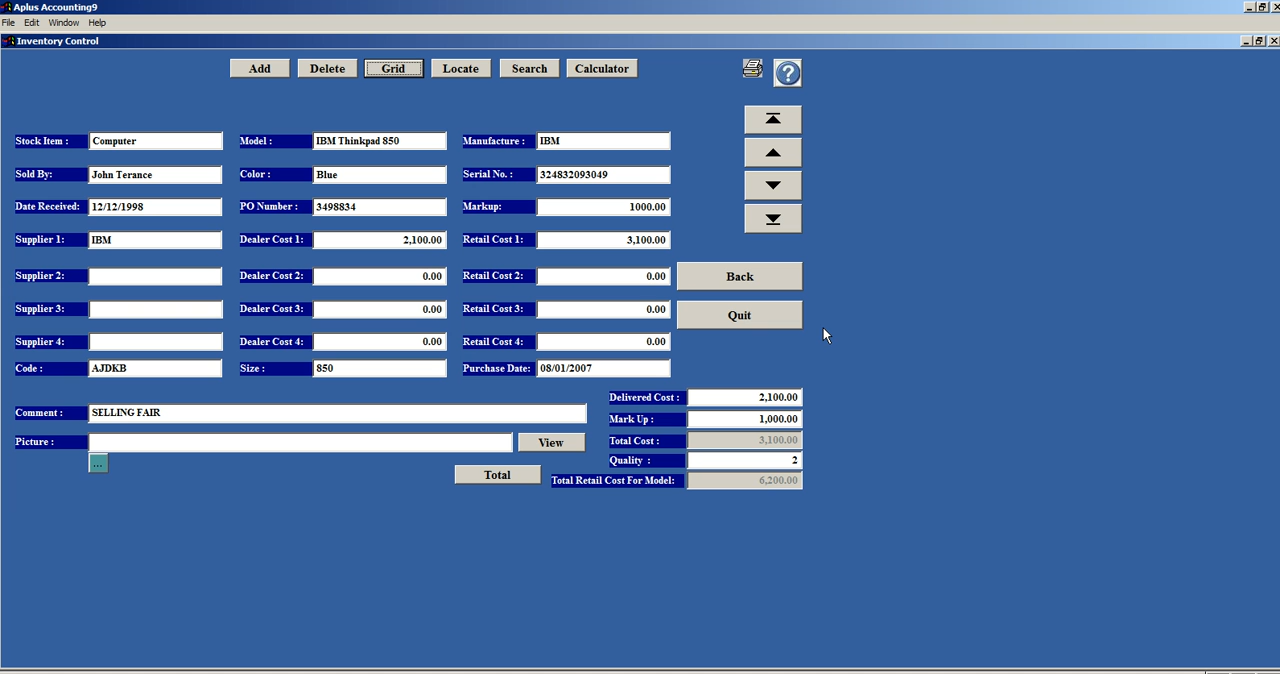 Aplus Accounting9
File Edit Window Help
Inventory Control
Add Delete Grid Locate Search Calculator
Stock Item : Computer Model : IBM Thinkpad 850 Manufacture : IBM
Sold By: John Terance Color : Blue Serial No. : 324832093049
Date Received: 12/12/1998 PO Number : 3498834 Markup: 1000.00
Supplier 1: IBM Dealer Cost 1: 2,100.00 Retail Cost 1: 3,100.00
Supplier 2: Dealer Cost 2: 0.00 Retail Cost 2: 0.00 Back
Supplier 3: Dealer Cost 3: 0.00 Retail Cost 3: 0.00 Quit
Supplier 4: Dealer Cost 4: 0.00 Retail Cost 4: 0.00
Code : AJDKB Size : 850 Purchase Date: 08/01/2007
Delivered Cost : 2,100.00
Comment : SELLING FAIR Mark Up : 1,000.00
Picture : View Total Cost : 3,100.00
... Quality : 2
Total Total Retail Cost For Model: 6,200.00